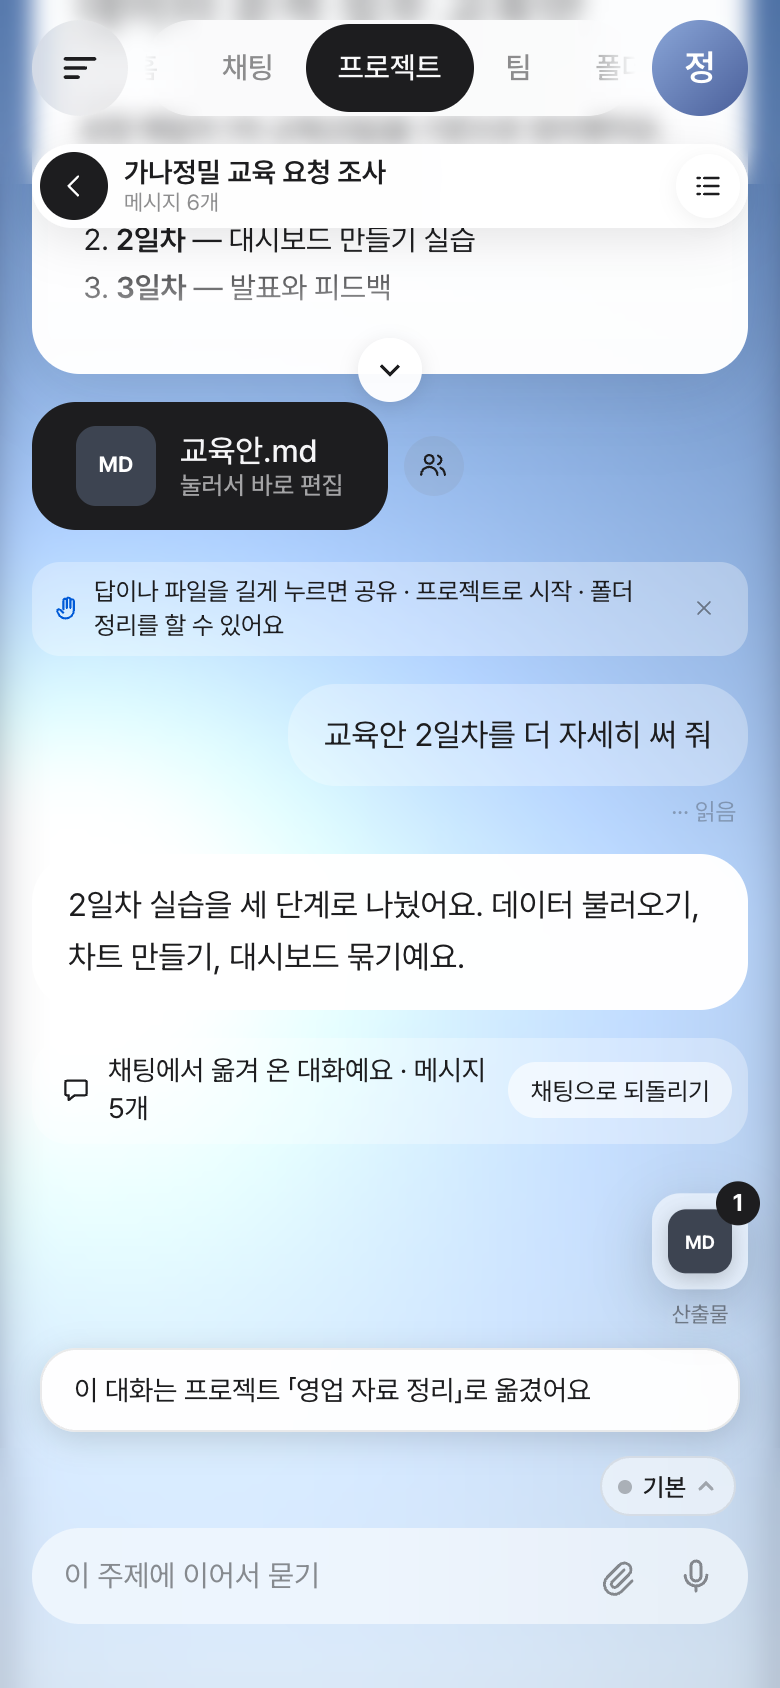 채팅
프로젝트
팀
정
가나정밀 교육 요청 조사
메시지 6개
2. 2일차 — 대시보드 만들기 실습
3. 3일차 — 발표와 피드백
MD
교육안.md
눌러서 바로 편집
답이나 파일을 길게 누르면 공유 · 프로젝트로 시작 · 폴더
정리를 할 수 있어요
교육안 2일차를 더 자세히 써 줘
··· 읽음
2일차 실습을 세 단계로 나눴어요. 데이터 불러오기,
차트 만들기, 대시보드 묶기예요.
채팅에서 옮겨 온 대화예요 · 메시지
5개
채팅으로 되돌리기
1
MD
산출물
이 대화는 프로젝트 「영업 자료 정리」로 옮겼어요
기본
이 주제에 이어서 묻기